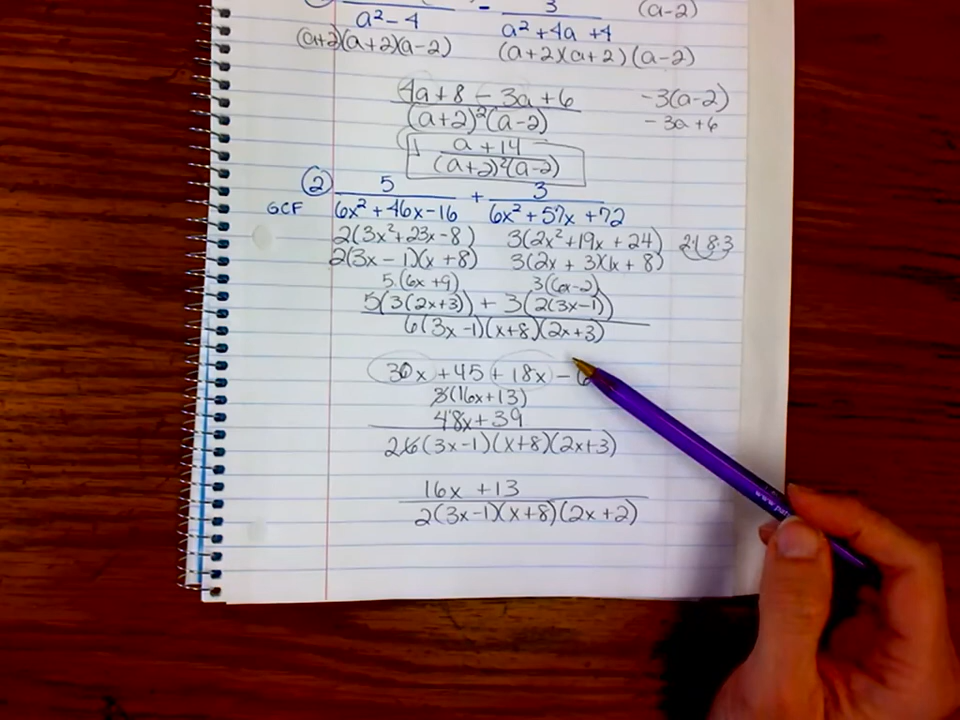 - 3 (a-2)
a² - 4 a² + 4a + 4
(a+2)(a+2)(a-2) (a+2)(a+2)(a-2)
4a + 8 - 3a + 6 -3(a-2)
(a+2)²(a-2) - 3a + 6
a + 14
(a+2)²(a-2)
② 5 + 3
GCF 6x² + 46x - 16 6x² + 57x + 72
2(3x² + 23x - 8) 3(2x² + 19x + 24) 2·1 8·3
2(3x - 1)(x + 8) 3(2x + 3)(x + 8)
5·(6x + 9) 3(6x - 2)
5(3(2x+3)) + 3(2(3x-1))
6(3x - 1)(x+8)(2x+3)
30x + 45 + 18x - 6
3(16x + 13)
48x + 39
26(3x-1)(x+8)(2x+3)
16x + 13
2(3x-1)(x+8)(2x+2)